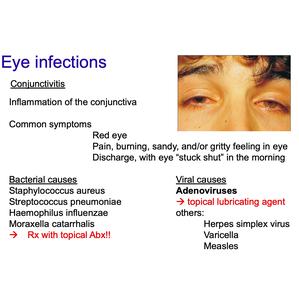 Eye infections
Conjunctivitis
Inflammation of the conjunctiva
Common symptoms
Red eye
Pain, burning, sandy, and/or gritty feeling in eye
Discharge, with eye “stuck shut” in the morning
Bacterial causes
Staphylococcus aureus
Streptococcus pneumoniae
Haemophilus influenzae
Moraxella catarrhalis
→ Rx with topical Abx!!
Viral causes
Adenoviruses
→ topical lubricating agent
others:
Herpes simplex virus
Varicella
Measles